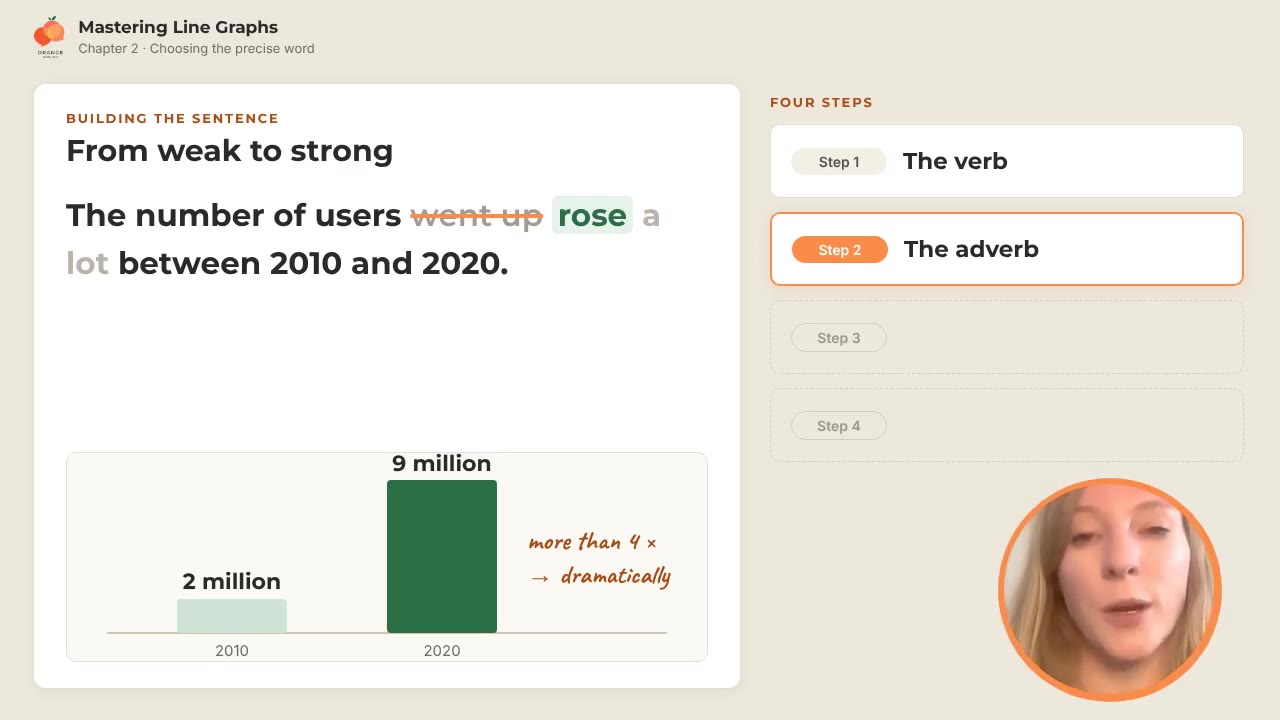 ORANGE
Mastering Line Graphs
Chapter 2 · Choosing the precise word
BUILDING THE SENTENCE
From weak to strong
The number of users went up rose a
lot between 2010 and 2020.
9 million
2 million
more than 4 ×
→ dramatically
2010
2020
FOUR STEPS
Step 1
The verb
Step 2
The adverb
Step 3
Step 4